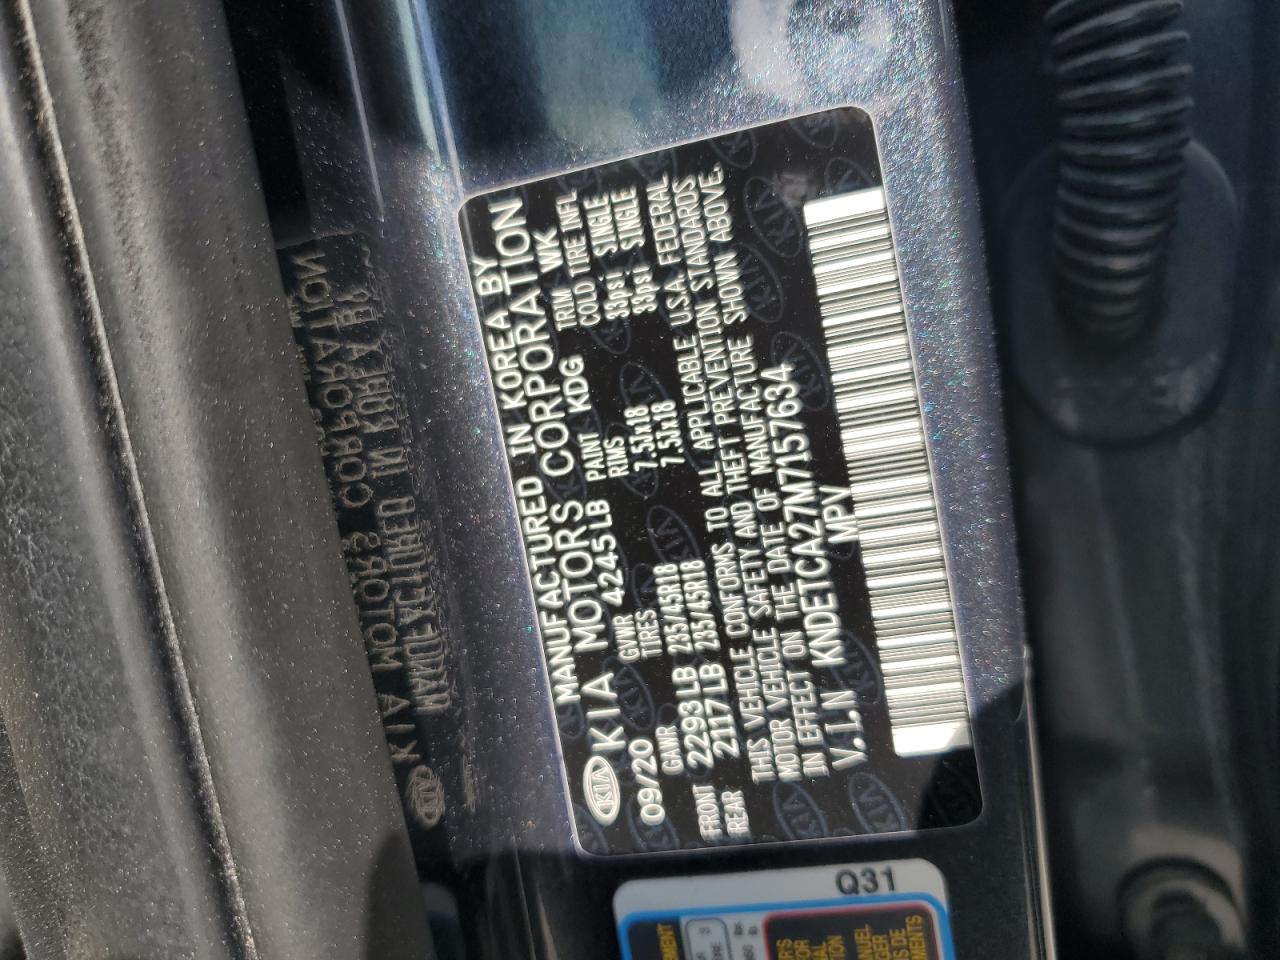 MANUFACTURED IN KOREA BY
KIA KIA MOTORS CORPORATION
09/20 GVWR 4245LB PAINT KDG TRIM WK
GAWR TIRES RIMS COLD TIRE INFL
FRONT 2293LB 235/45R18 7.5Jx18 33psi SINGLE
REAR 2117LB 235/45R18 7.5Jx18 33psi SINGLE
THIS VEHICLE CONFORMS TO ALL APPLICABLE U.S.A. FEDERAL
MOTOR VEHICLE SAFETY AND THEFT PREVENTION STANDARDS
IN EFFECT ON THE DATE OF MANUFACTURE SHOWN ABOVE.
V.I.N KNDETCA27M7157634
MPV
Q31